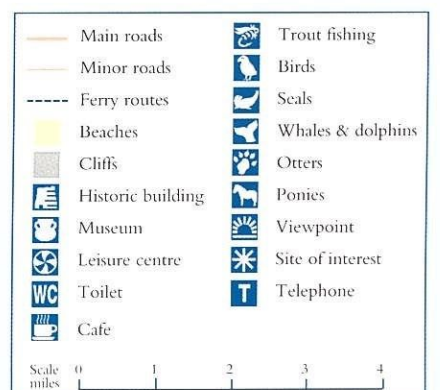 Main roads
Minor roads
Ferry routes
Beaches
Cliffs
Historic building
Museum
Leisure centre
WC Toilet
Cafe
Trout fishing
Birds
Seals
Whales & dolphins
Otters
Ponies
Viewpoint
Site of interest
T Telephone
Scale miles 0 1 2 3 4